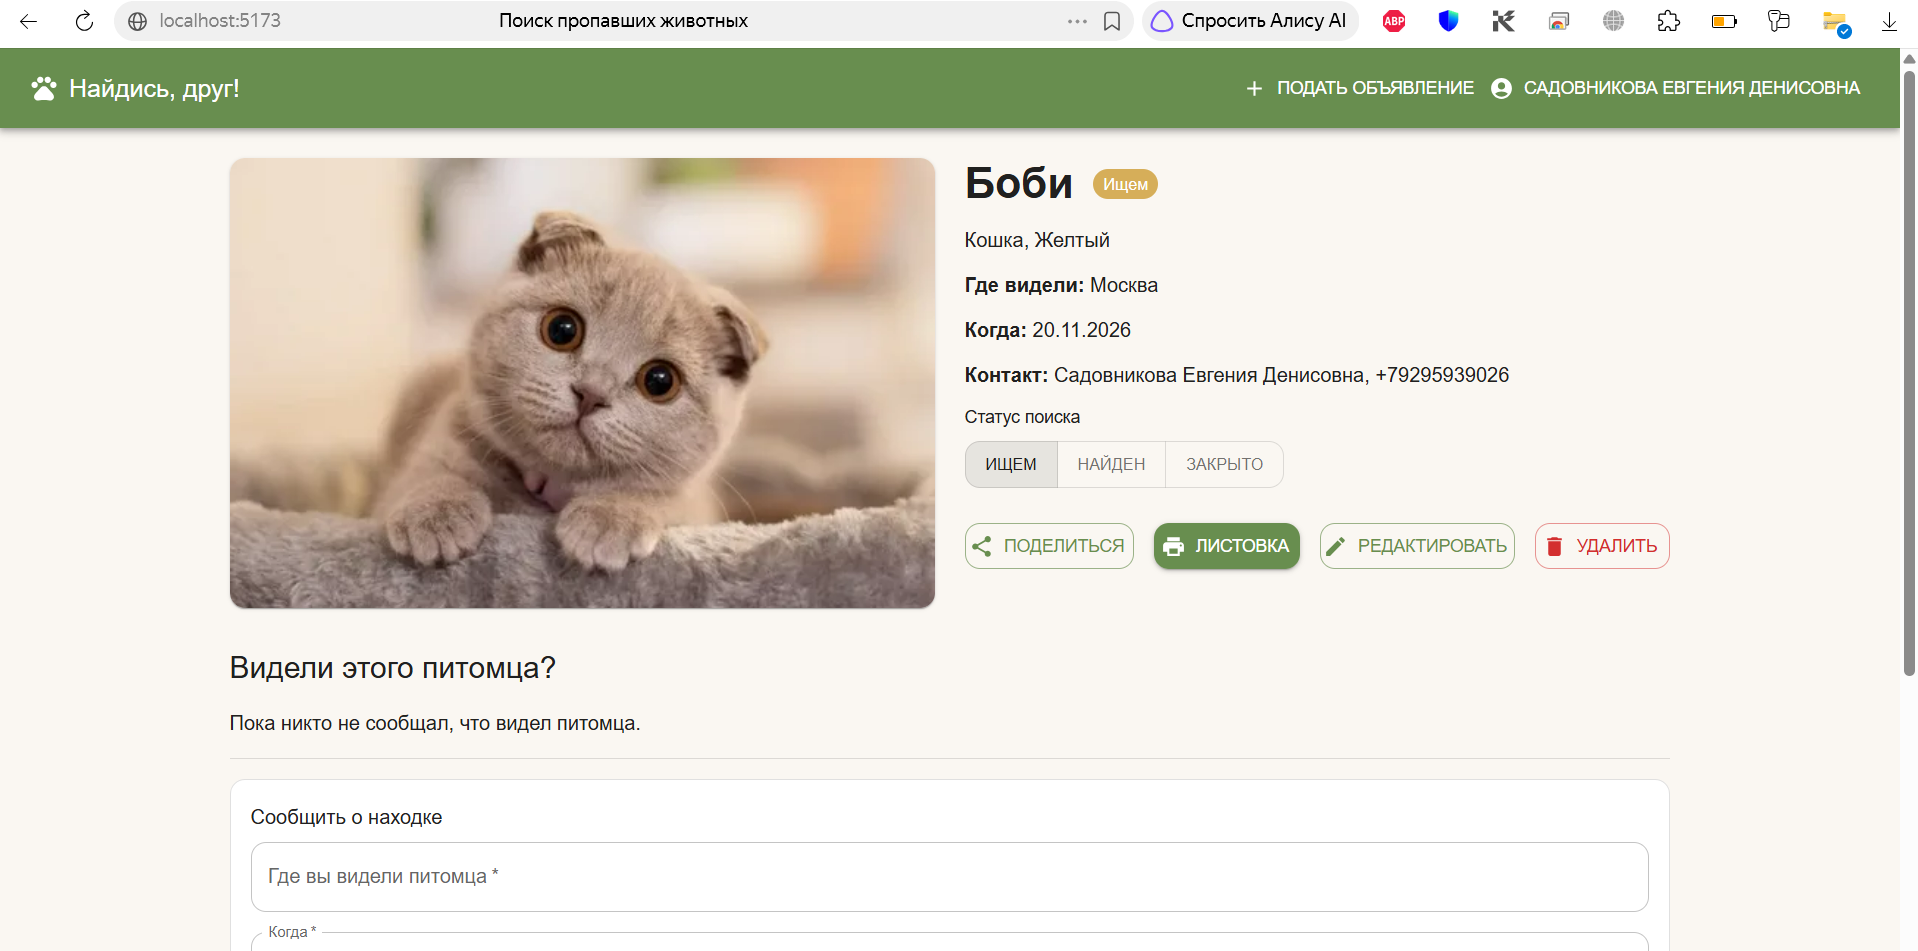 localhost:5173 Поиск пропавших животных Спросить Алису AI ABP
Найдись, друг! ПОДАТЬ ОБЪЯВЛЕНИЕ САДОВНИКОВА ЕВГЕНИЯ ДЕНИСОВНА
Боби Ищем
Кошка, Желтый
Где видели: Москва
Когда: 20.11.2026
Контакт: Садовникова Евгения Денисовна, +79295939026
Статус поиска
ИЩЕМ НАЙДЕН ЗАКРЫТО
ПОДЕЛИТЬСЯ ЛИСТОВКА РЕДАКТИРОВАТЬ УДАЛИТЬ
Видели этого питомца?
Пока никто не сообщал, что видел питомца.
Сообщить о находке
Где вы видели питомца *
Когда *